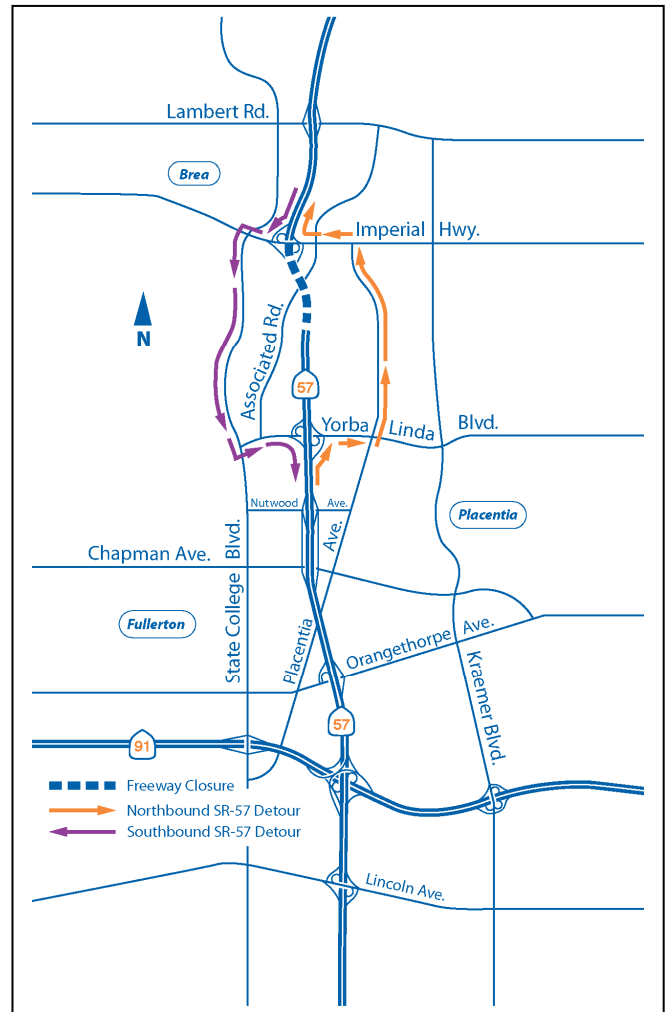 Lambert Rd.
Brea
Imperial Hwy.
N
Associated Rd.
57
Yorba Linda Blvd.
Nutwood Ave.
Placentia
Chapman Ave.
State College Blvd.
Placentia Ave.
Fullerton
Orangethorpe Ave.
Kraemer Blvd.
57
91
Freeway Closure
Northbound SR-57 Detour
Southbound SR-57 Detour
Lincoln Ave.